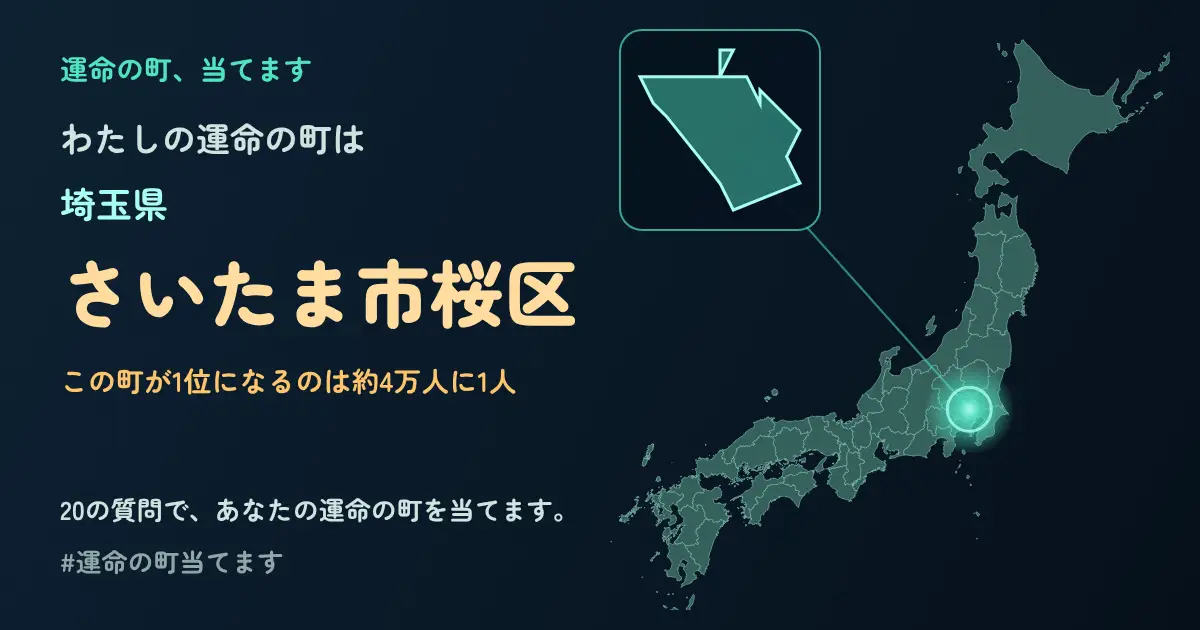 運命の町、当てます
わたしの運命の町は
埼玉県
さいたま市桜区
この町が1位になるのは約4万人に1人
20の質問で、あなたの運命の町を当てます。
#運命の町当てます